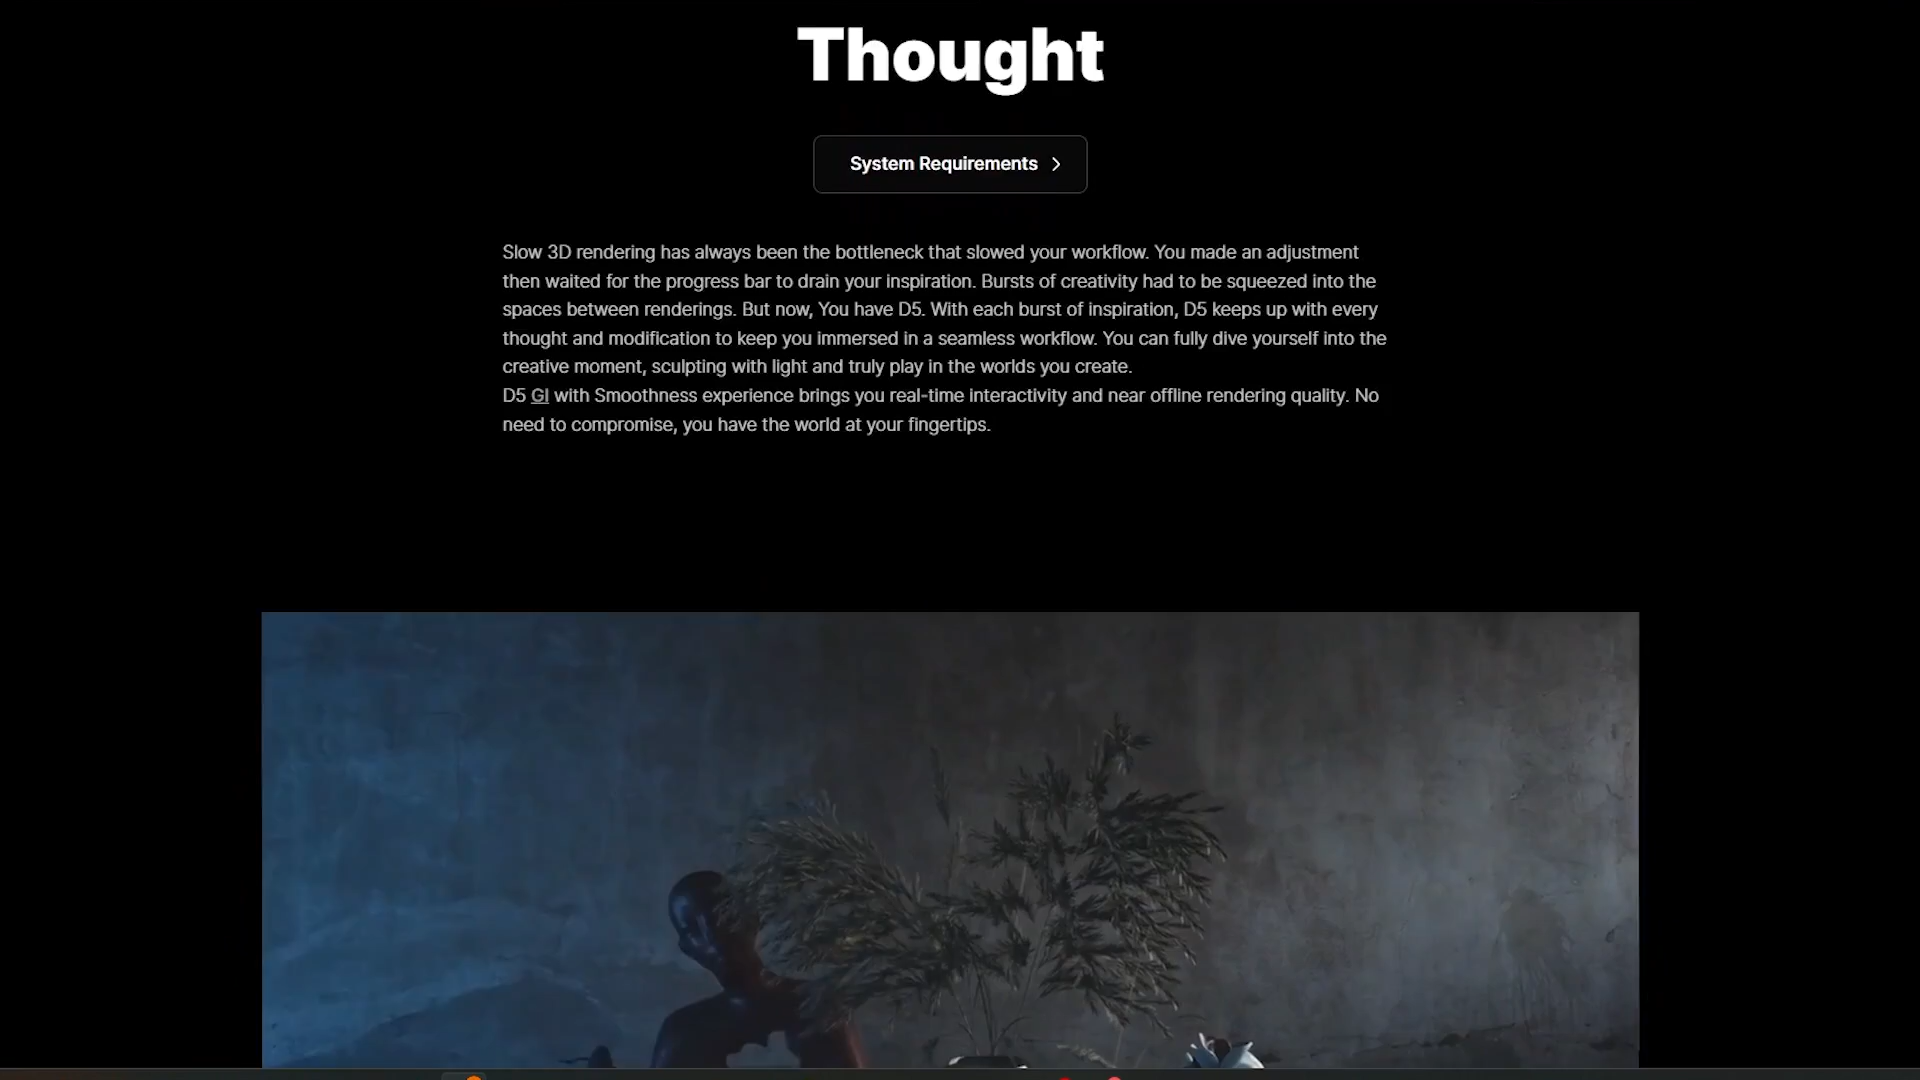 Thought
System Requirements
Slow 3D rendering has always been the bottleneck that slowed your workflow. You made an adjustment
then waited for the progress bar to drain your inspiration. Bursts of creativity had to be squeezed into the
spaces between renderings. But now, You have D5. With each burst of inspiration, D5 keeps up with every
thought and modification to keep you immersed in a seamless workflow. You can fully dive yourself into the
creative moment, sculpting with light and truly play in the worlds you create.
D5 GI with Smoothness experience brings you real-time interactivity and near offline rendering quality. No
need to compromise, you have the world at your fingertips.